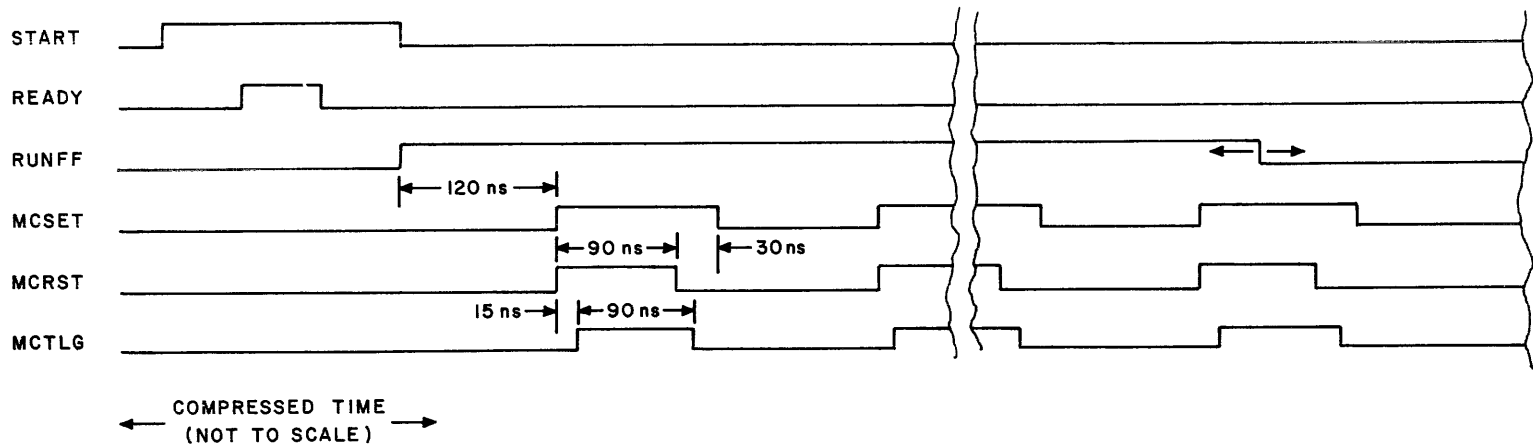 START
READY
RUNFF
120 ns
MCSET
90 ns
30 ns
MCRST
15 ns
90 ns
MCTLG
COMPRESSED TIME
(NOT TO SCALE)